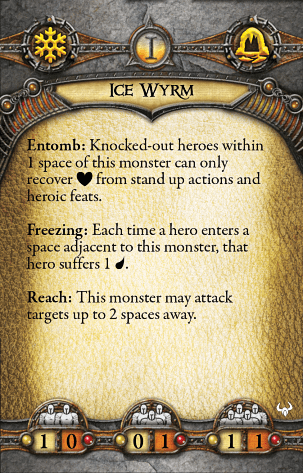 I
ICE WYRM
Entomb: Knocked-out heroes within
1 space of this monster can only
recover from stand up actions and
heroic feats.
Freezing: Each time a hero enters a
space adjacent to this monster, that
hero suffers 1 .
Reach: This monster may attack
targets up to 2 spaces away.
1 0 0 1 1 1